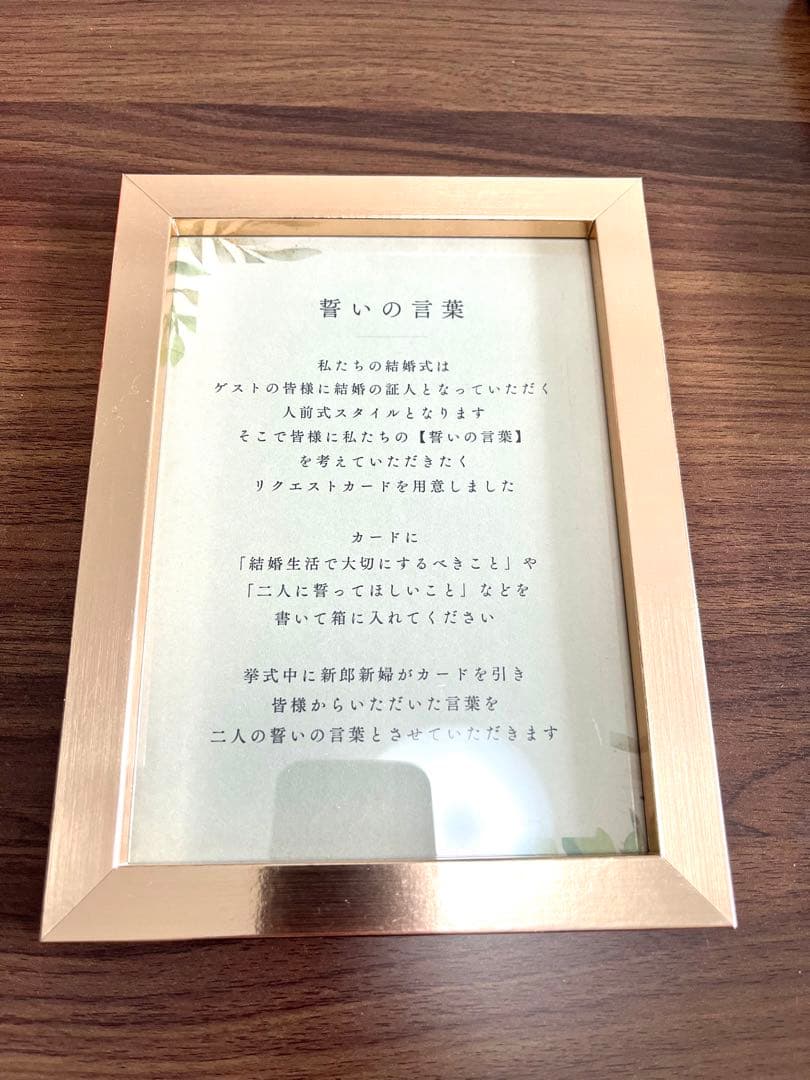 誓いの言葉
私たちの結婚式は
ゲストの皆様に結婚の証人となっていただく
人前式スタイルとなります
そこで皆様に私たちの【誓いの言葉】
を考えていただきたく
リクエストカードを用意しました
カードに
「結婚生活で大切にするべきこと」や
「二人に誓ってほしいこと」などを
書いて箱に入れてください
挙式中に新郎新婦がカードを引き
皆様からいただいた言葉を
二人の誓いの言葉とさせていただきます